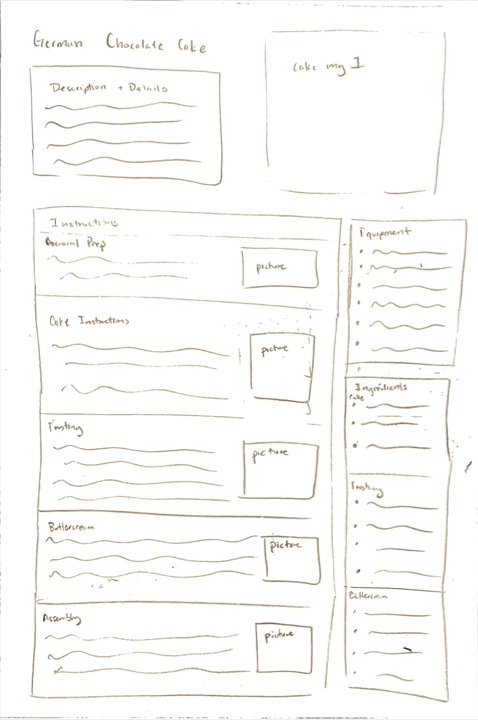 German Chocolate Cake
Cake img 1
Description + Details
Instructions
General Prep
picture
Cake Instructions
picture
Frosting
picture
Buttercream
picture
Assembly
picture
Equipment
Ingredients
Cake
Frosting
Buttercream